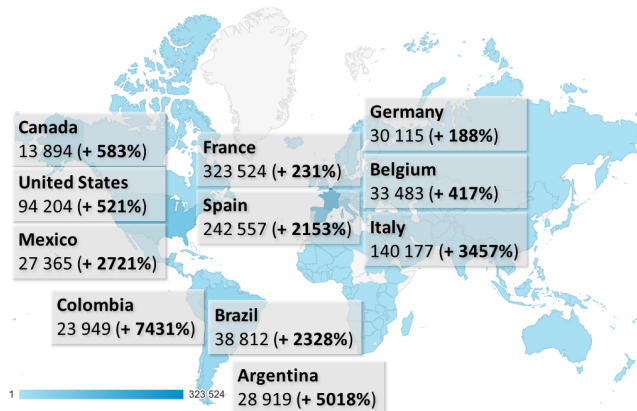 Canada
13 894 (+ 583%)
United States
94 204 (+ 521%)
Mexico
27 365 (+ 2721%)
France
323 524 (+ 231%)
Spain
242 557 (+ 2153%)
Germany
30 115 (+ 188%)
Belgium
33 483 (+ 417%)
Italy
140 177 (+ 3457%)
Colombia
23 949 (+ 7431%)
Brazil
38 812 (+ 2328%)
Argentina
28 919 (+ 5018%)
1 323 524